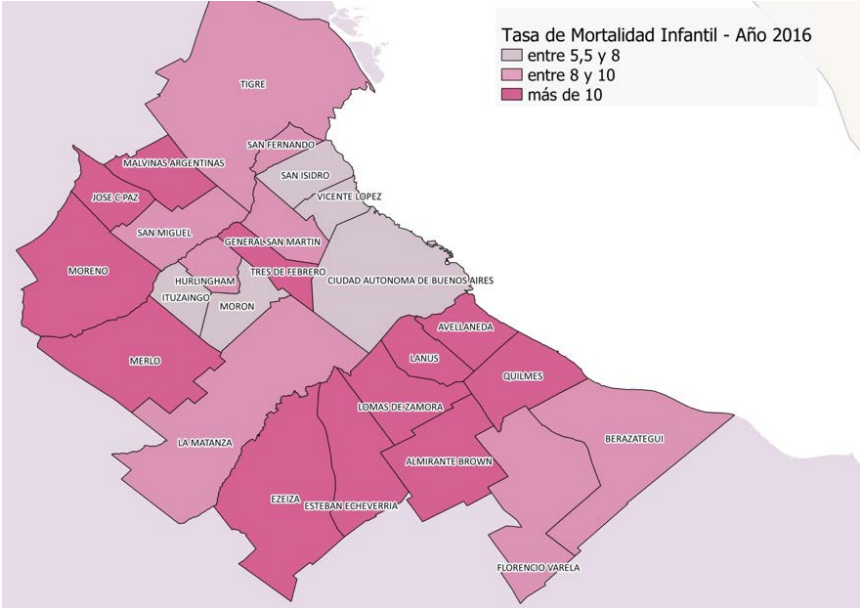 Tasa de Mortalidad Infantil - Año 2016
entre 5,5 y 8
entre 8 y 10
más de 10
TIGRE
SAN FERNANDO
MALVINAS ARGENTINAS
SAN ISIDRO
JOSE C PAZ
VICENTE LOPEZ
SAN MIGUEL
GENERAL SAN MARTIN
MORENO
TRES DE FEBRERO
HURLINGHAM
CIUDAD AUTONOMA DE BUENOS AIRES
ITUZAINGO
MORON
AVELLANEDA
MERLO
LANUS
QUILMES
LOMAS DE ZAMORA
LA MATANZA
BERAZATEGUI
ALMIRANTE BROWN
EZEIZA
ESTEBAN ECHEVERRIA
FLORENCIO VARELA